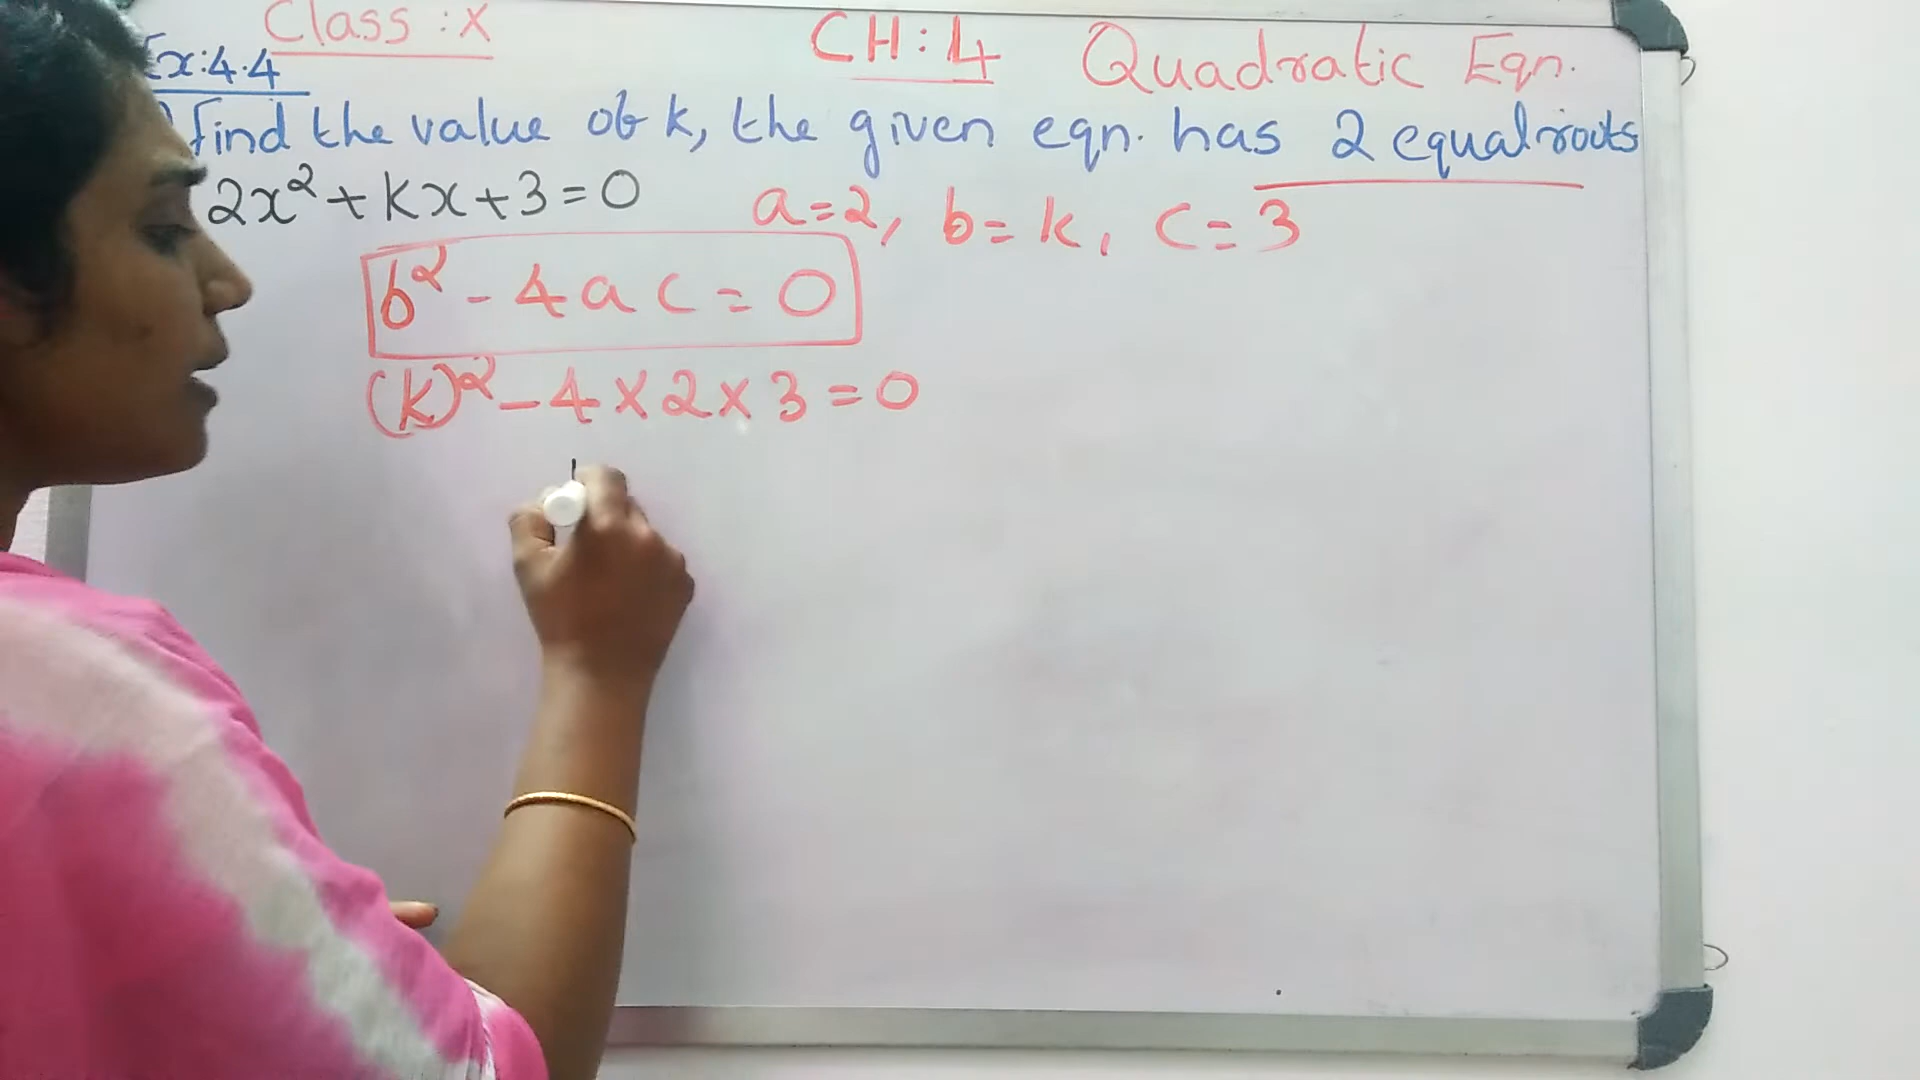 Class : X
CH : 4 Quadratic Eqn.
Ex:4.4
find the value of k, the given eqn. has 2 equal roots
2x² + kx + 3 = 0
a = 2, b = k, c = 3
b² - 4ac = 0
(k)² - 4 × 2 × 3 = 0